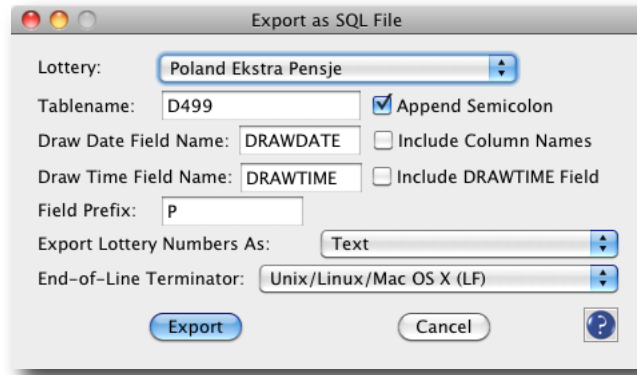 Export as SQL File
Lottery: Poland Ekstra Pensje
Tablename: D499 Append Semicolon
Draw Date Field Name: DRAWDATE Include Column Names
Draw Time Field Name: DRAWTIME Include DRAWTIME Field
Field Prefix: P
Export Lottery Numbers As: Text
End-of-Line Terminator: Unix/Linux/Mac OS X (LF)
Export Cancel ?